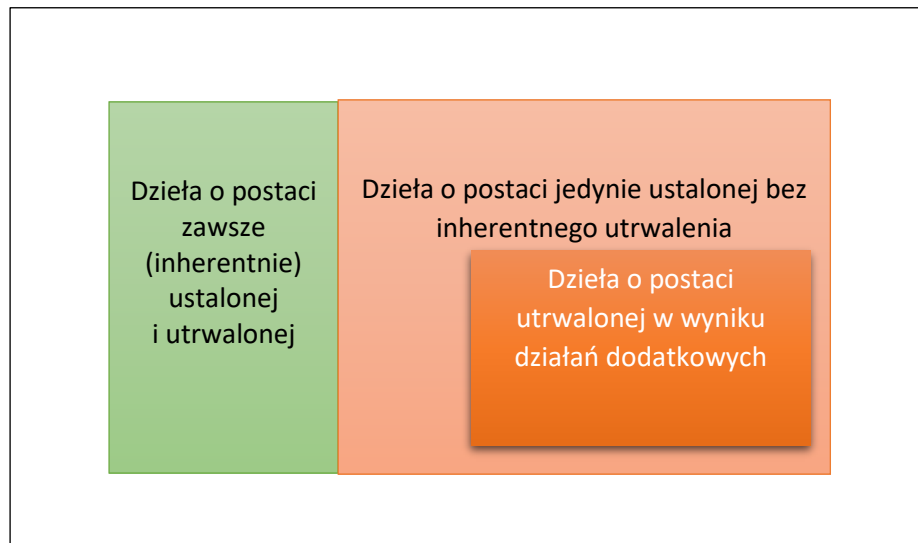 Dzieła o postaci
zawsze
(inherentnie)
ustalonej
i utrwalonej
Dzieła o postaci jedynie ustalonej bez
inherentnego utrwalenia
Dzieła o postaci
utrwalonej w wyniku
działań dodatkowych